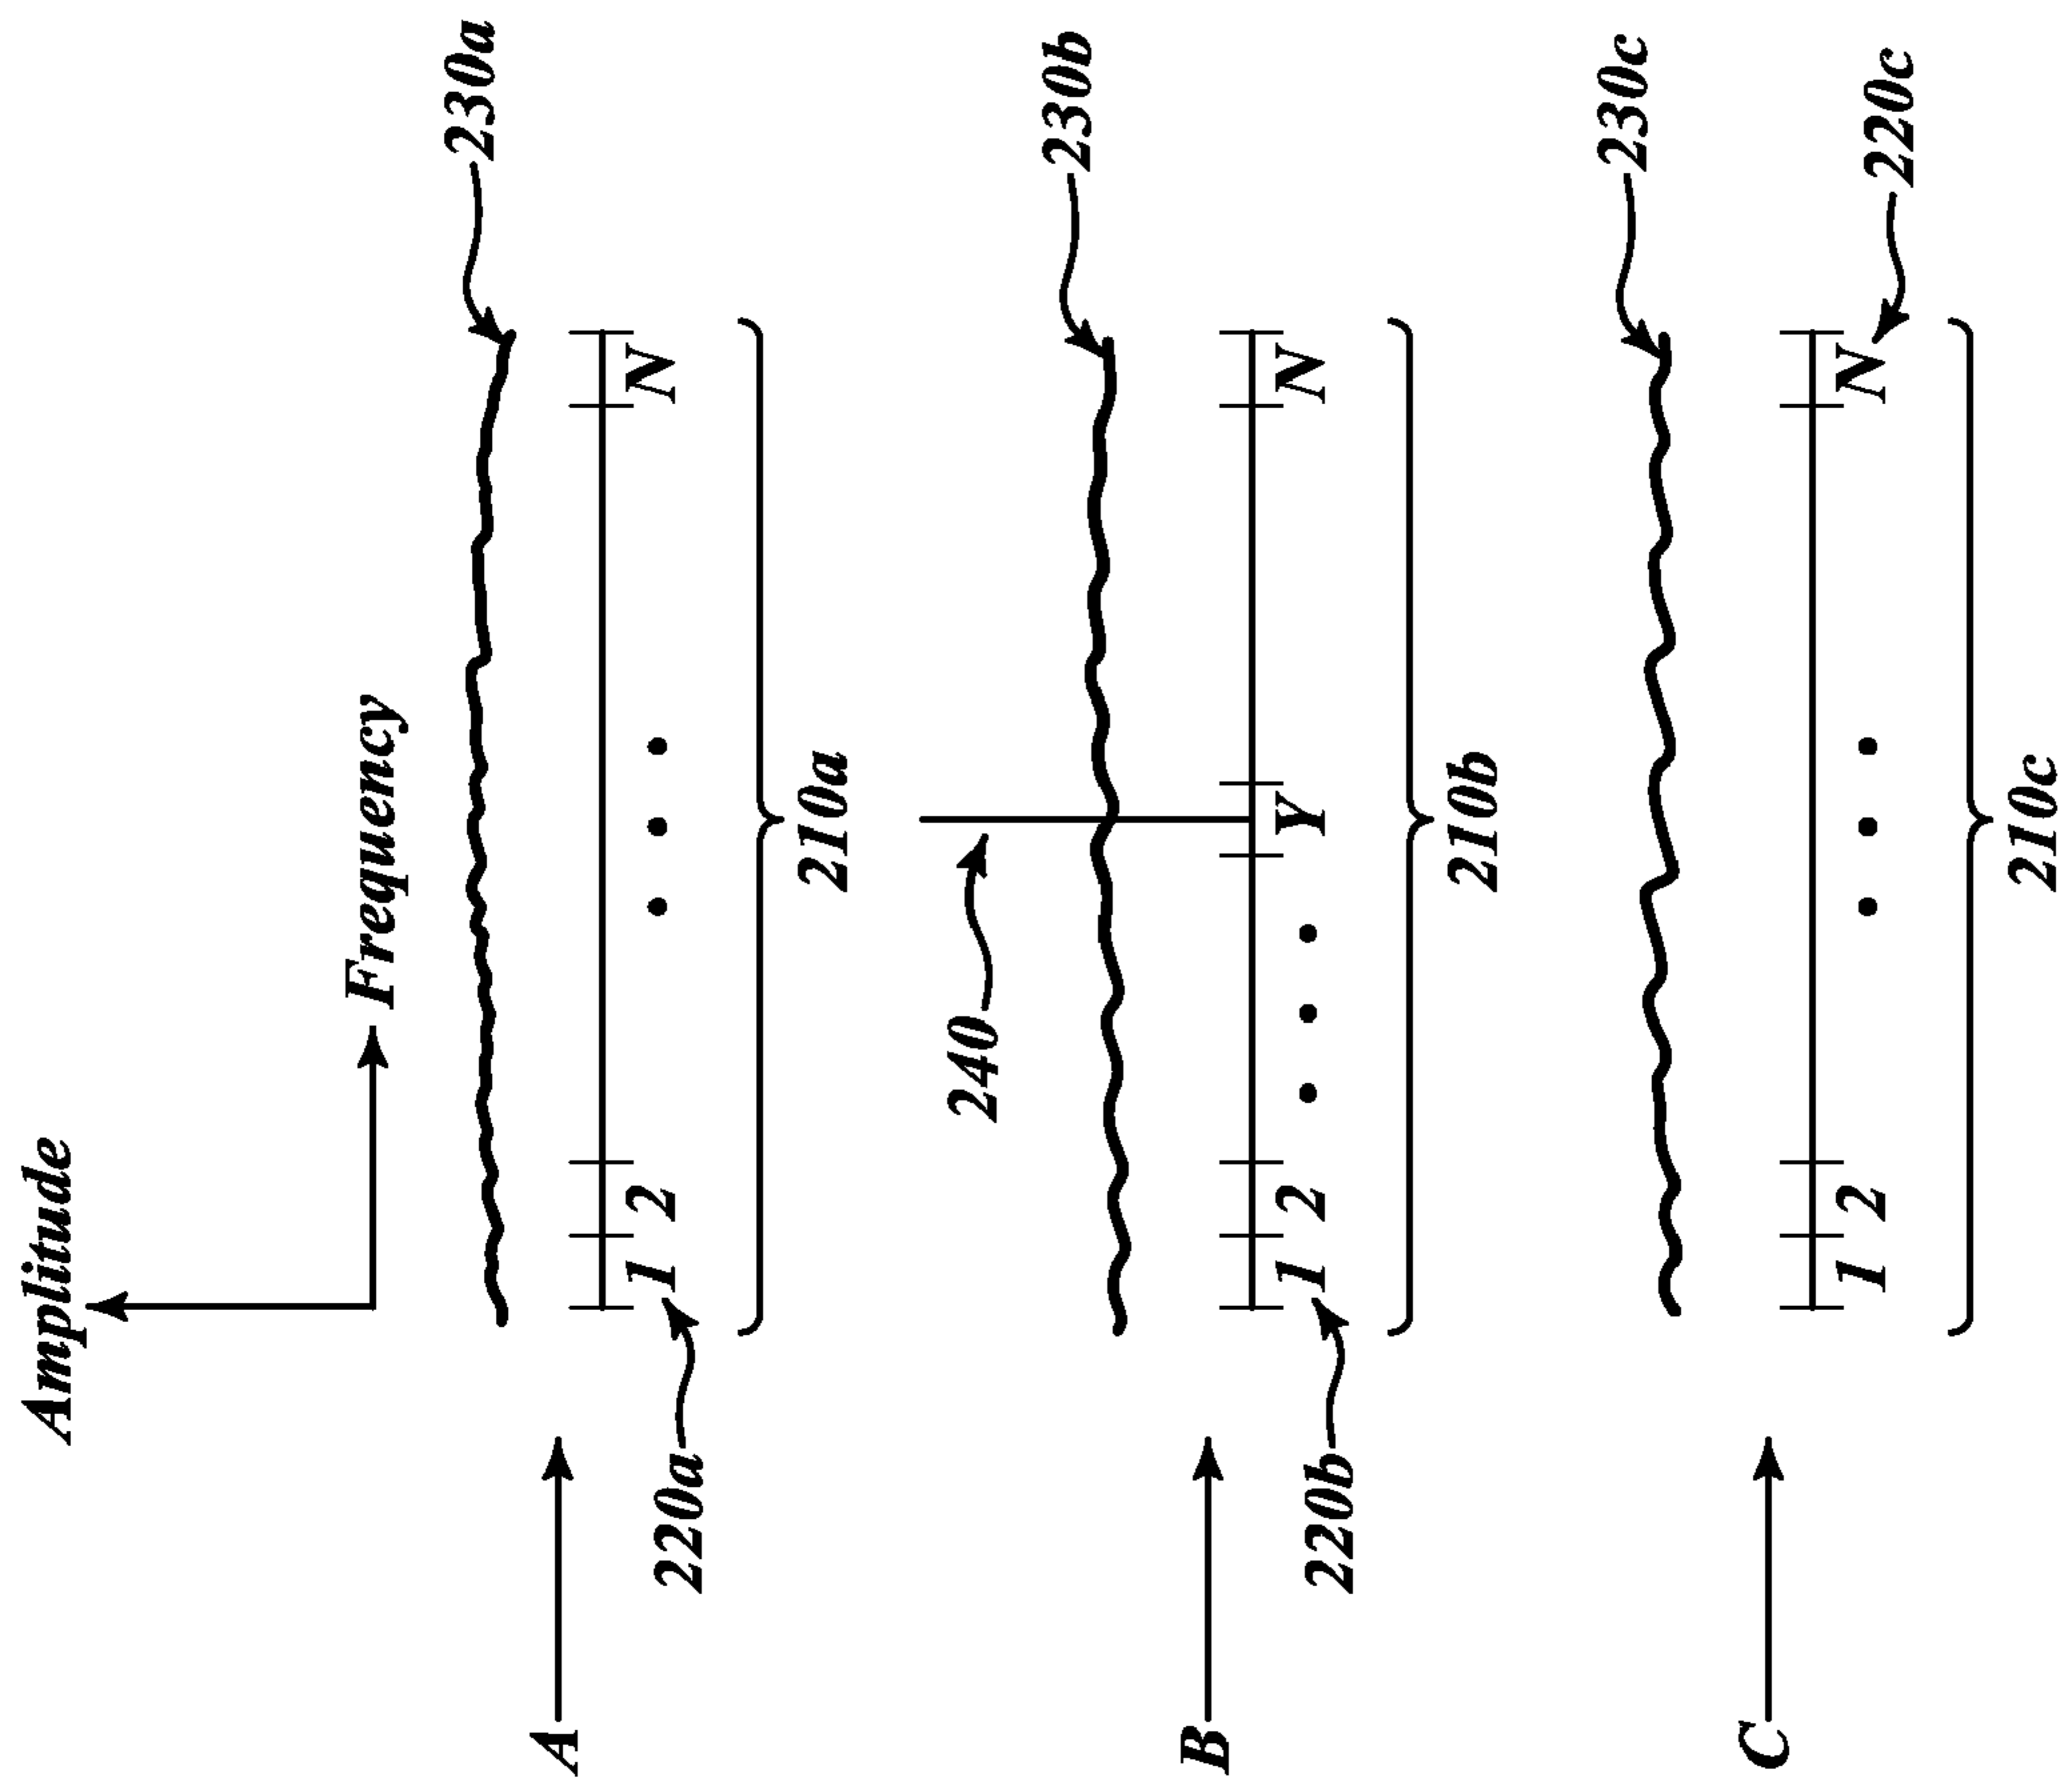 Amplitude
Frequency
230a
A
1 2 • • • N
220a
210a
240
230b
B
1 2 • • • Y N
220b
210b
230c
C
1 2 • • • N
220c
210c